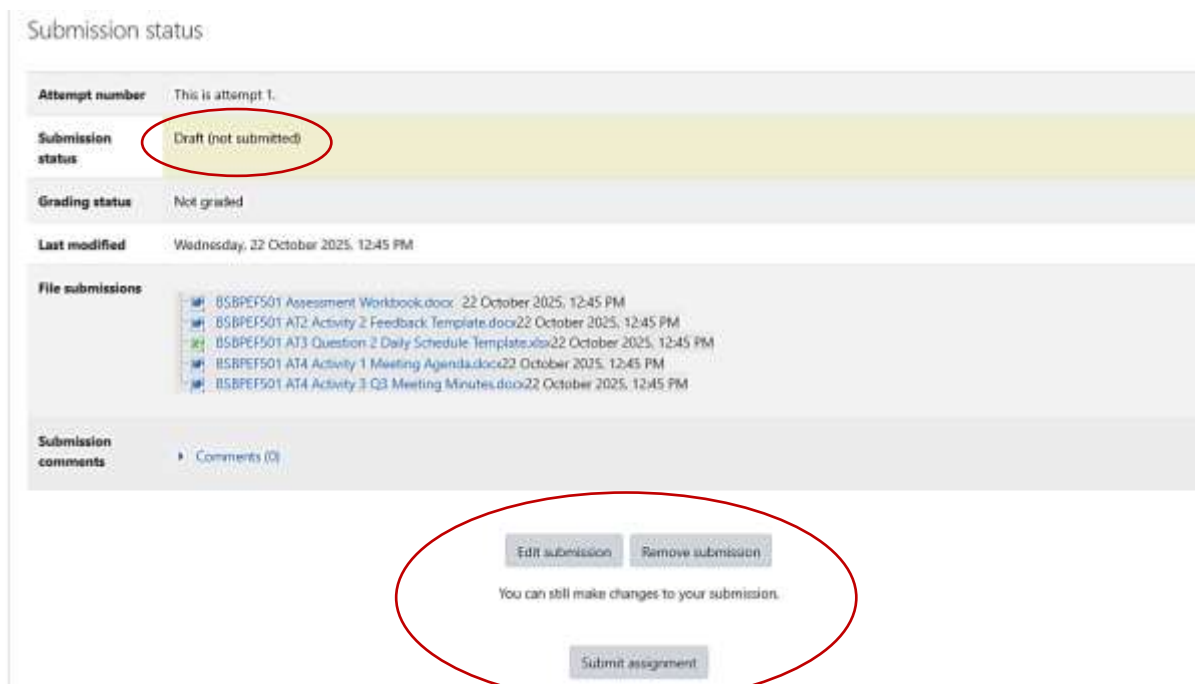 Submission status
Attempt number This is attempt 1.
Submission status Draft (not submitted)
Grading status Not graded
Last modified Wednesday, 22 October 2025, 12:45 PM
File submissions
BSBPEF501 Assessment Workbook.docx 22 October 2025, 12:45 PM
BSBPEF501 AT2 Activity 2 Feedback Template.docx22 October 2025, 12:45 PM
BSBPEF501 AT3 Question 2 Daily Schedule Template.xlsx22 October 2025, 12:45 PM
BSBPEF501 AT4 Activity 1 Meeting Agenda.docx22 October 2025, 12:45 PM
BSBPEF501 AT4 Activity 3 Q3 Meeting Minutes.docx22 October 2025, 12:45 PM
Submission comments Comments (0)
Edit submission Remove submission
You can still make changes to your submission.
Submit assignment